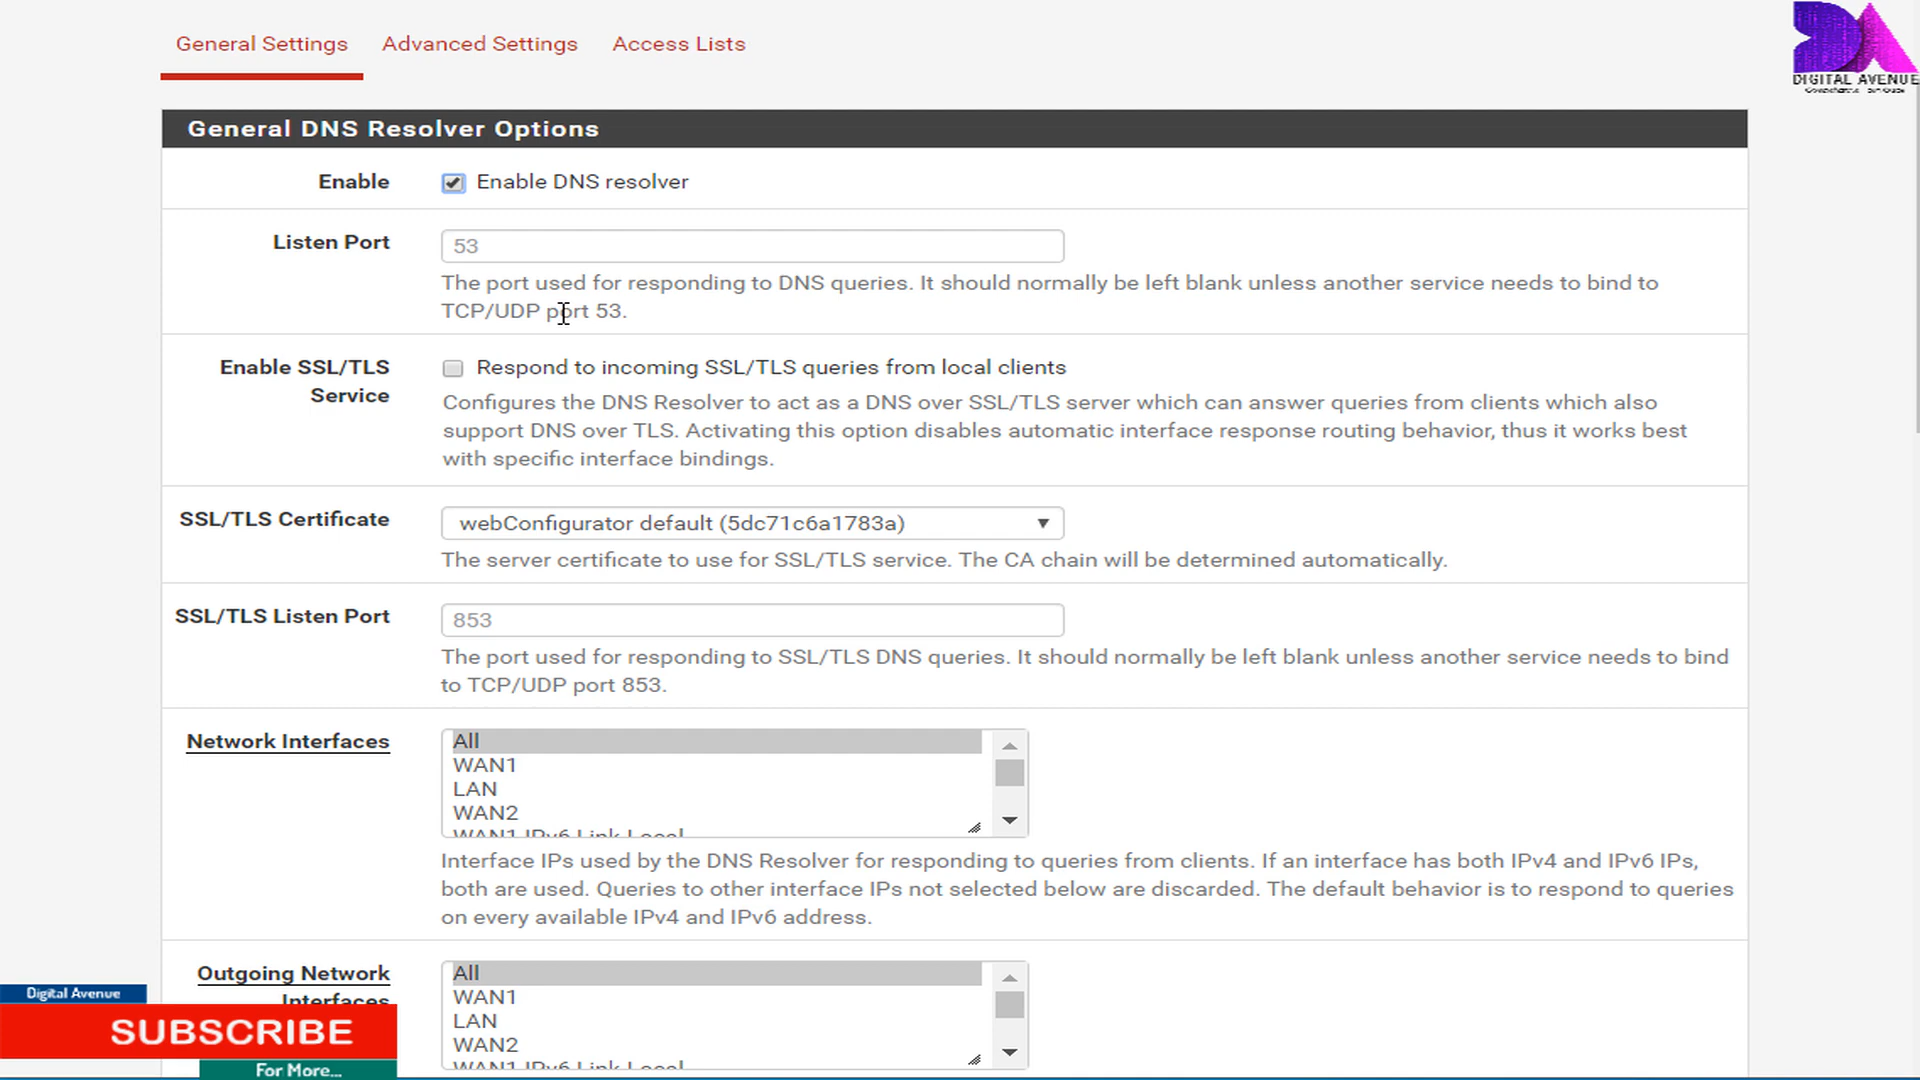 General Settings Advanced Settings Access Lists
DIGITAL AVENUE
General DNS Resolver Options
Enable
Enable DNS resolver
Listen Port
53
The port used for responding to DNS queries. It should normally be left blank unless another service needs to bind to
TCP/UDP port 53.
Enable SSL/TLS
Service
Respond to incoming SSL/TLS queries from local clients
Configures the DNS Resolver to act as a DNS over SSL/TLS server which can answer queries from clients which also
support DNS over TLS. Activating this option disables automatic interface response routing behavior, thus it works best
with specific interface bindings.
SSL/TLS Certificate
webConfigurator default (5dc71c6a1783a)
The server certificate to use for SSL/TLS service. The CA chain will be determined automatically.
SSL/TLS Listen Port
853
The port used for responding to SSL/TLS DNS queries. It should normally be left blank unless another service needs to bind
to TCP/UDP port 853.
Network Interfaces
All
WAN1
LAN
WAN2
WAN1 IPv6 Link Local
Interface IPs used by the DNS Resolver for responding to queries from clients. If an interface has both IPv4 and IPv6 IPs,
both are used. Queries to other interface IPs not selected below are discarded. The default behavior is to respond to queries
on every available IPv4 and IPv6 address.
Outgoing Network
Interfaces
All
WAN1
LAN
WAN2
WAN1 IPv6 Link Local
Digital Avenue
SUBSCRIBE
For More...